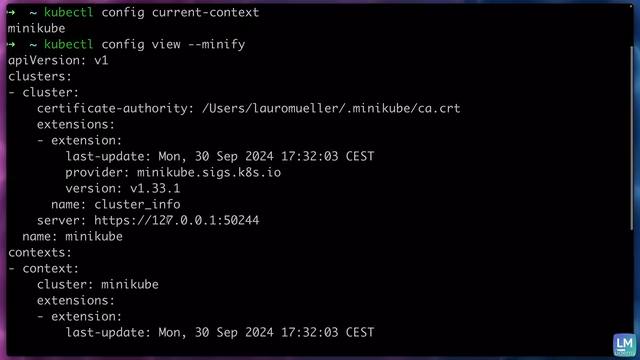 ➜  ~ kubectl config current-context
minikube
➜  ~ kubectl config view --minify
apiVersion: v1
clusters:
- cluster:
    certificate-authority: /Users/lauromueller/.minikube/ca.crt
    extensions:
    - extension:
        last-update: Mon, 30 Sep 2024 17:32:03 CEST
        provider: minikube.sigs.k8s.io
        version: v1.33.1
      name: cluster_info
    server: https://127.0.0.1:50244
  name: minikube
contexts:
- context:
    cluster: minikube
    extensions:
    - extension:
        last-update: Mon, 30 Sep 2024 17:32:03 CEST
LM